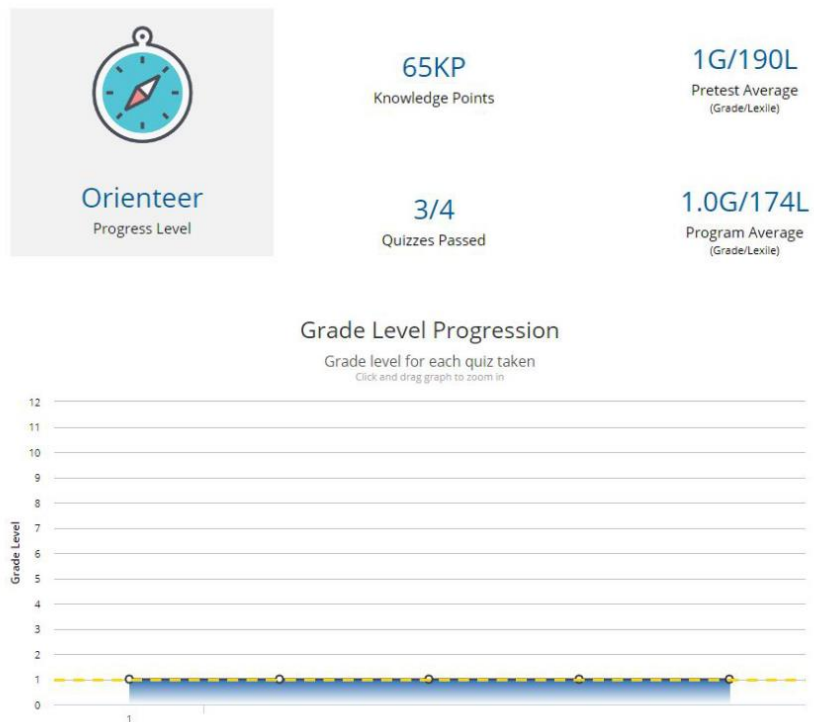 Orienteer
Progress Level
65KP
Knowledge Points
1G/190L
Pretest Average
(Grade/Lexile)
3/4
Quizzes Passed
1.0G/174L
Program Average
(Grade/Lexile)
Grade Level Progression
Grade level for each quiz taken
Click and drag graph to zoom in
Grade Level
12
11
10
9
8
7
6
5
4
3
2
1
0
1